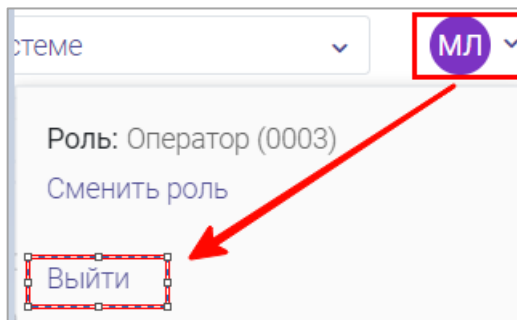 стеме
МЛ
Роль: Оператор (0003)
Сменить роль
Выйти